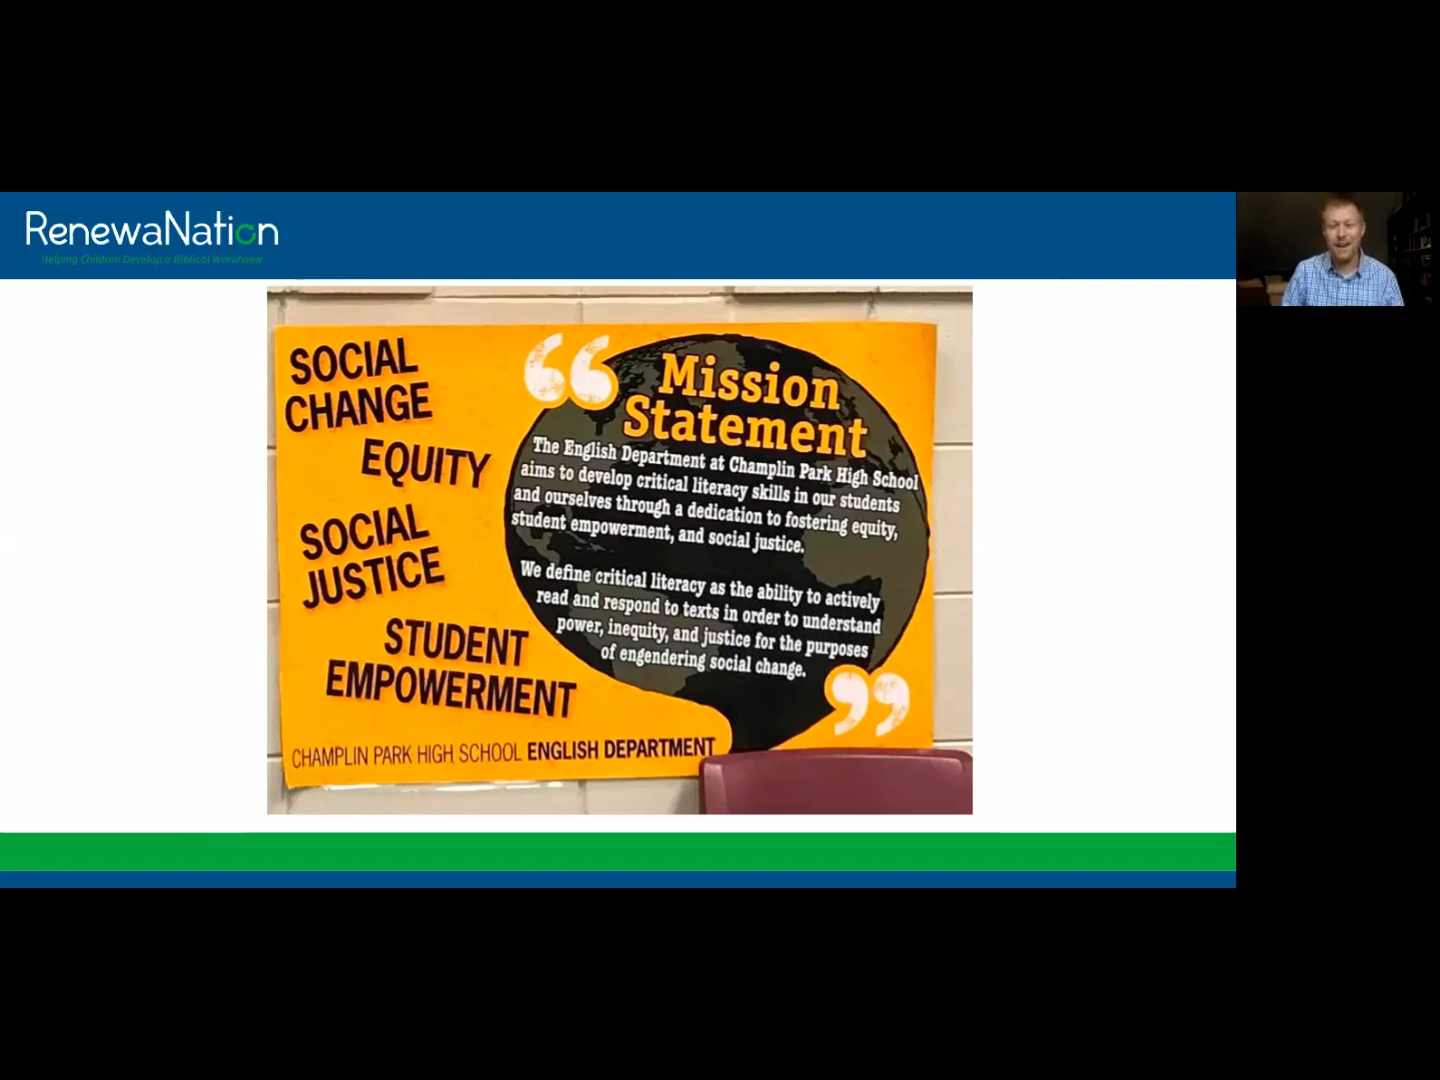 RenewaNation
Helping Children Develop a Biblical Worldview
SOCIAL
CHANGE
EQUITY
SOCIAL
JUSTICE
STUDENT
EMPOWERMENT
CHAMPLIN PARK HIGH SCHOOL ENGLISH DEPARTMENT
“
Mission
Statement
The English Department at Champlin Park High School
aims to develop critical literacy skills in our students
and ourselves through a dedication to fostering equity,
student empowerment, and social justice.
We define critical literacy as the ability to actively
read and respond to texts in order to understand
power, inequity, and justice for the purposes
of engendering social change.
”